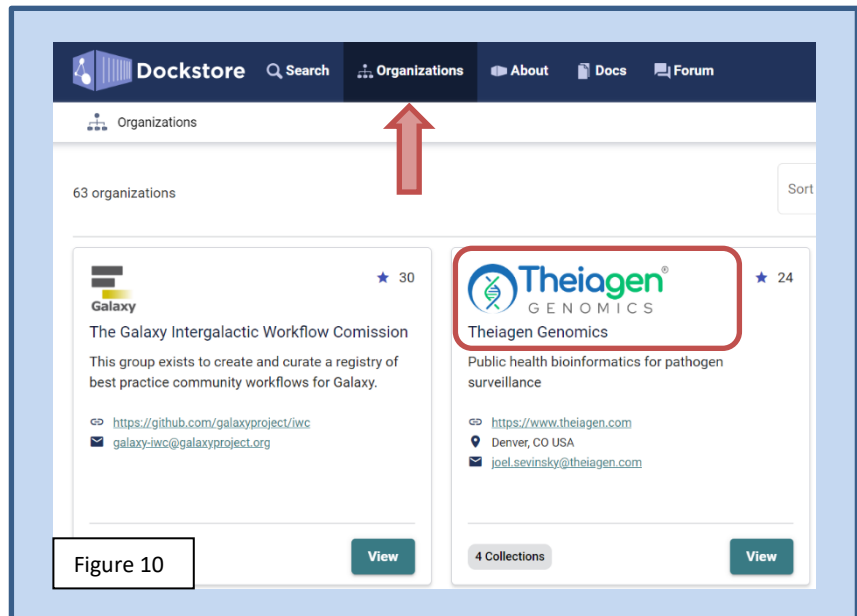 Dockstore Search Organizations About Docs Forum
Organizations
63 organizations
Sort
Galaxy
30
The Galaxy Intergalactic Workflow Comission
This group exists to create and curate a registry of
best practice community workflows for Galaxy.
https://github.com/galaxyproject/iwc
galaxy-iwc@galaxyproject.org
View
Theiagen®
GENOMICS
24
Theiagen Genomics
Public health bioinformatics for pathogen
surveillance
https://www.theiagen.com
Denver, CO USA
joel.sevinsky@theiagen.com
4 Collections
View
Figure 10